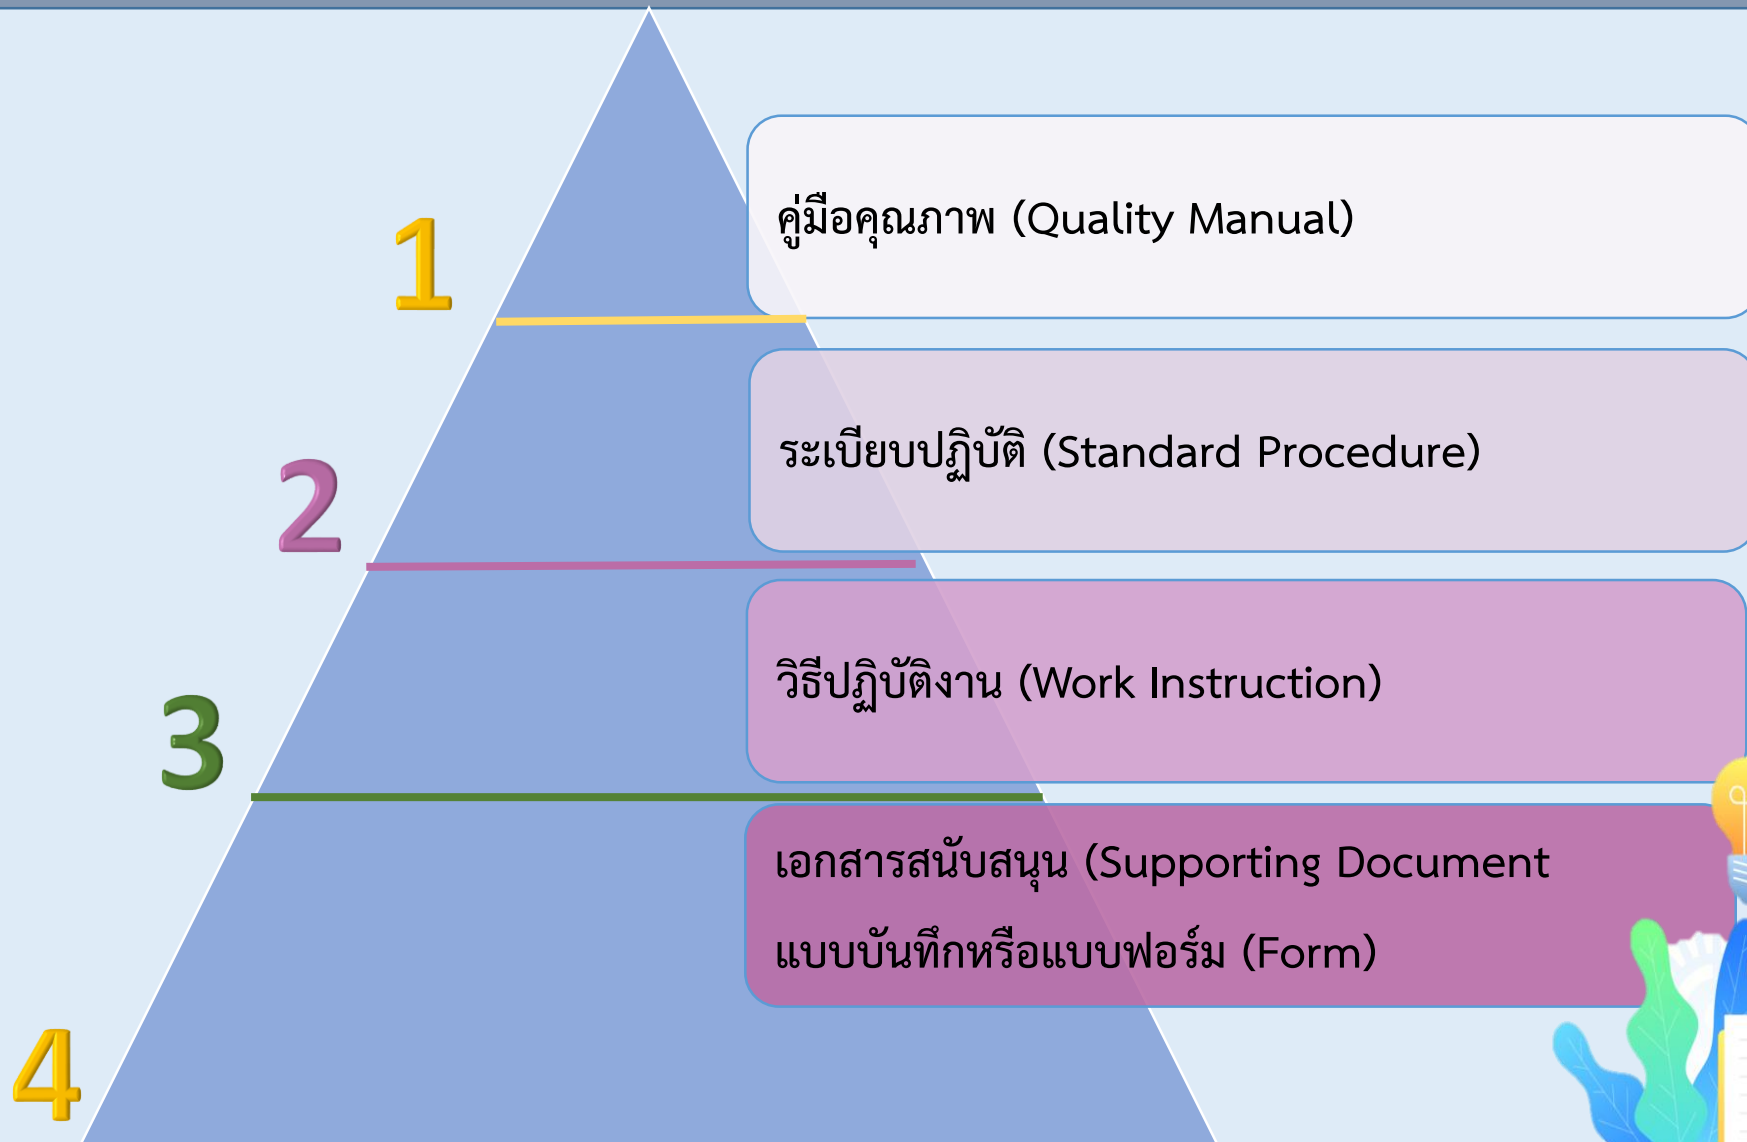 1
คู่มือคุณภาพ (Quality Manual)
2
ระเบียบปฏิบัติ (Standard Procedure)
3
วิธีปฏิบัติงาน (Work Instruction)
เอกสารสนับสนุน (Supporting Document
แบบบันทึกหรือแบบฟอร์ม (Form)
4